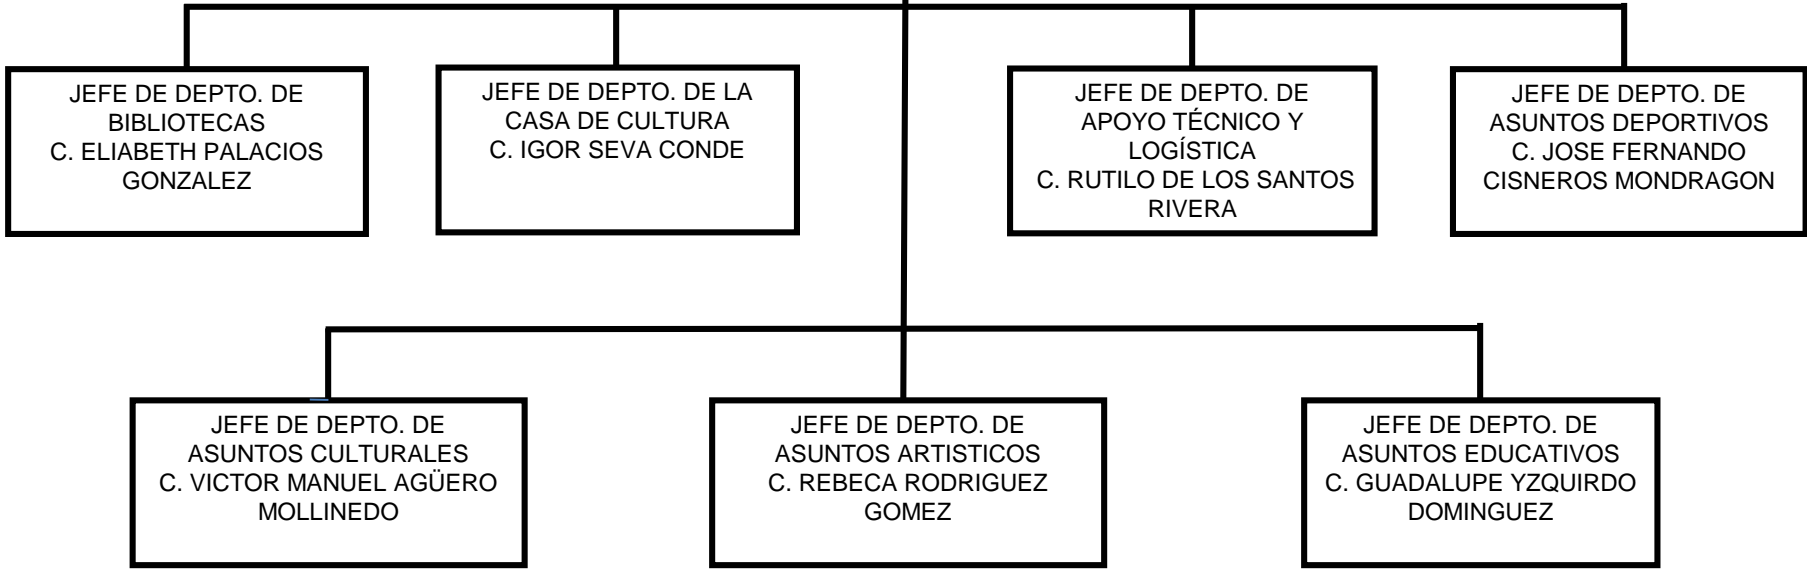 JEFE DE DEPTO. DE
BIBLIOTECAS
C. ELIABETH PALACIOS
GONZALEZ
JEFE DE DEPTO. DE LA
CASA DE CULTURA
C. IGOR SEVA CONDE
JEFE DE DEPTO. DE
APOYO TÉCNICO Y
LOGÍSTICA
C. RUTILO DE LOS SANTOS
RIVERA
JEFE DE DEPTO. DE
ASUNTOS DEPORTIVOS
C. JOSE FERNANDO
CISNEROS MONDRAGON
JEFE DE DEPTO. DE
ASUNTOS CULTURALES
C. VICTOR MANUEL AGÜERO
MOLLINEDO
JEFE DE DEPTO. DE
ASUNTOS ARTISTICOS
C. REBECA RODRIGUEZ
GOMEZ
JEFE DE DEPTO. DE
ASUNTOS EDUCATIVOS
C. GUADALUPE YZQUIRDO
DOMINGUEZ